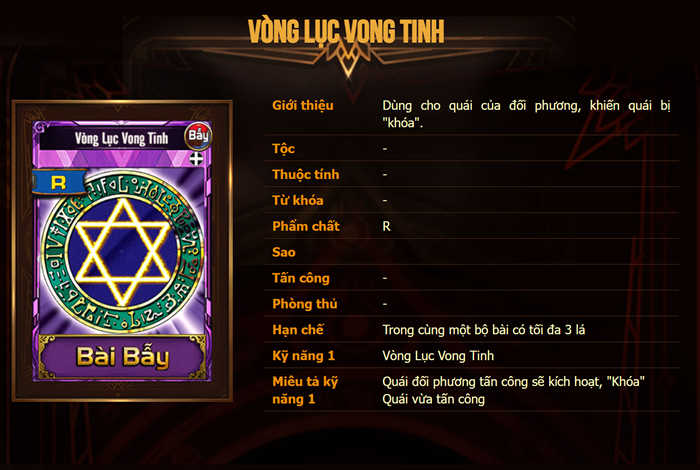 VÒNG LỤC VONG TINH
Vòng Lục Vong Tinh
Bẫy
R
Bài Bẫy
Giới thiệu Dùng cho quái của đối phương, khiến quái bị
"khóa".
Tộc -
Thuộc tính -
Từ khóa -
Phẩm chất R
Sao
Tấn công -
Phòng thủ -
Hạn chế Trong cùng một bộ bài có tối đa 3 lá
Kỹ năng 1 Vòng Lục Vong Tinh
Miêu tả kỹ Quái đối phương tấn công sẽ kích hoạt, "Khóa"
năng 1 Quái vừa tấn công